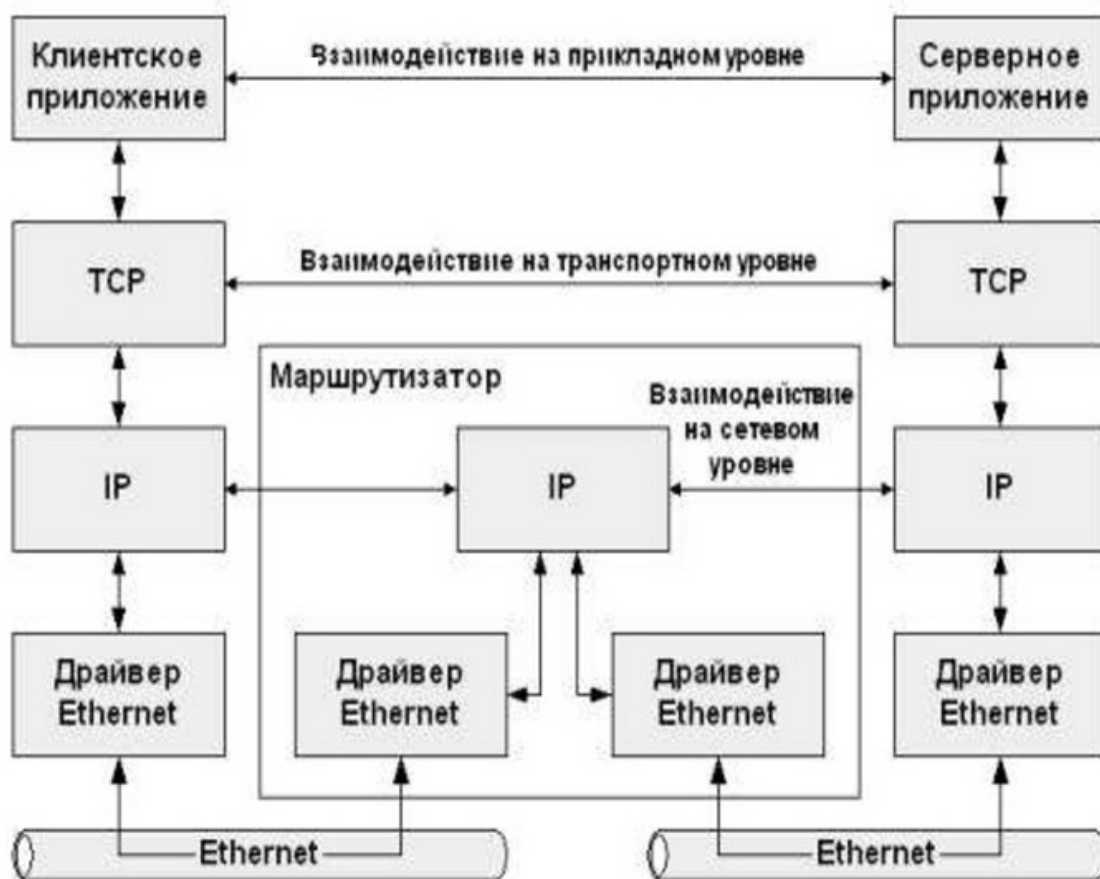 Клиентское
приложение
Взаимодействие на прикладном уровне
Серверное
приложение
TCP
Взаимодействие на транспортном уровне
TCP
Маршрутизатор
Взаимодействие
на сетевом
уровне
IP
IP
IP
Драйвер
Ethernet
Драйвер
Ethernet
Драйвер
Ethernet
Драйвер
Ethernet
Ethernet
Ethernet